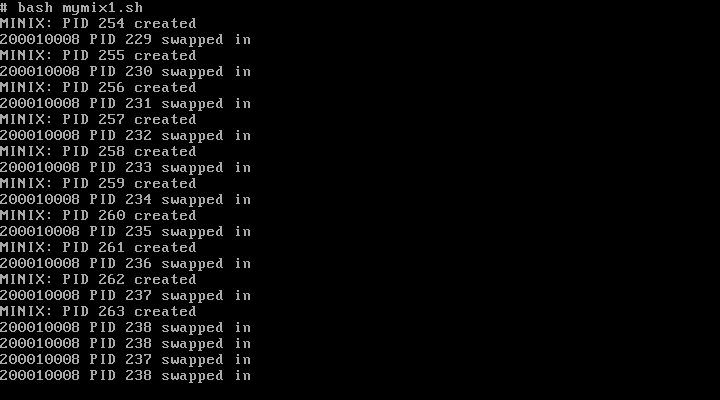 # bash mymix1.sh
MINIX: PID 254 created
200010008 PID 229 swapped in
MINIX: PID 255 created
200010008 PID 230 swapped in
MINIX: PID 256 created
200010008 PID 231 swapped in
MINIX: PID 257 created
200010008 PID 232 swapped in
MINIX: PID 258 created
200010008 PID 233 swapped in
MINIX: PID 259 created
200010008 PID 234 swapped in
MINIX: PID 260 created
200010008 PID 235 swapped in
MINIX: PID 261 created
200010008 PID 236 swapped in
MINIX: PID 262 created
200010008 PID 237 swapped in
MINIX: PID 263 created
200010008 PID 238 swapped in
200010008 PID 238 swapped in
200010008 PID 237 swapped in
200010008 PID 238 swapped in